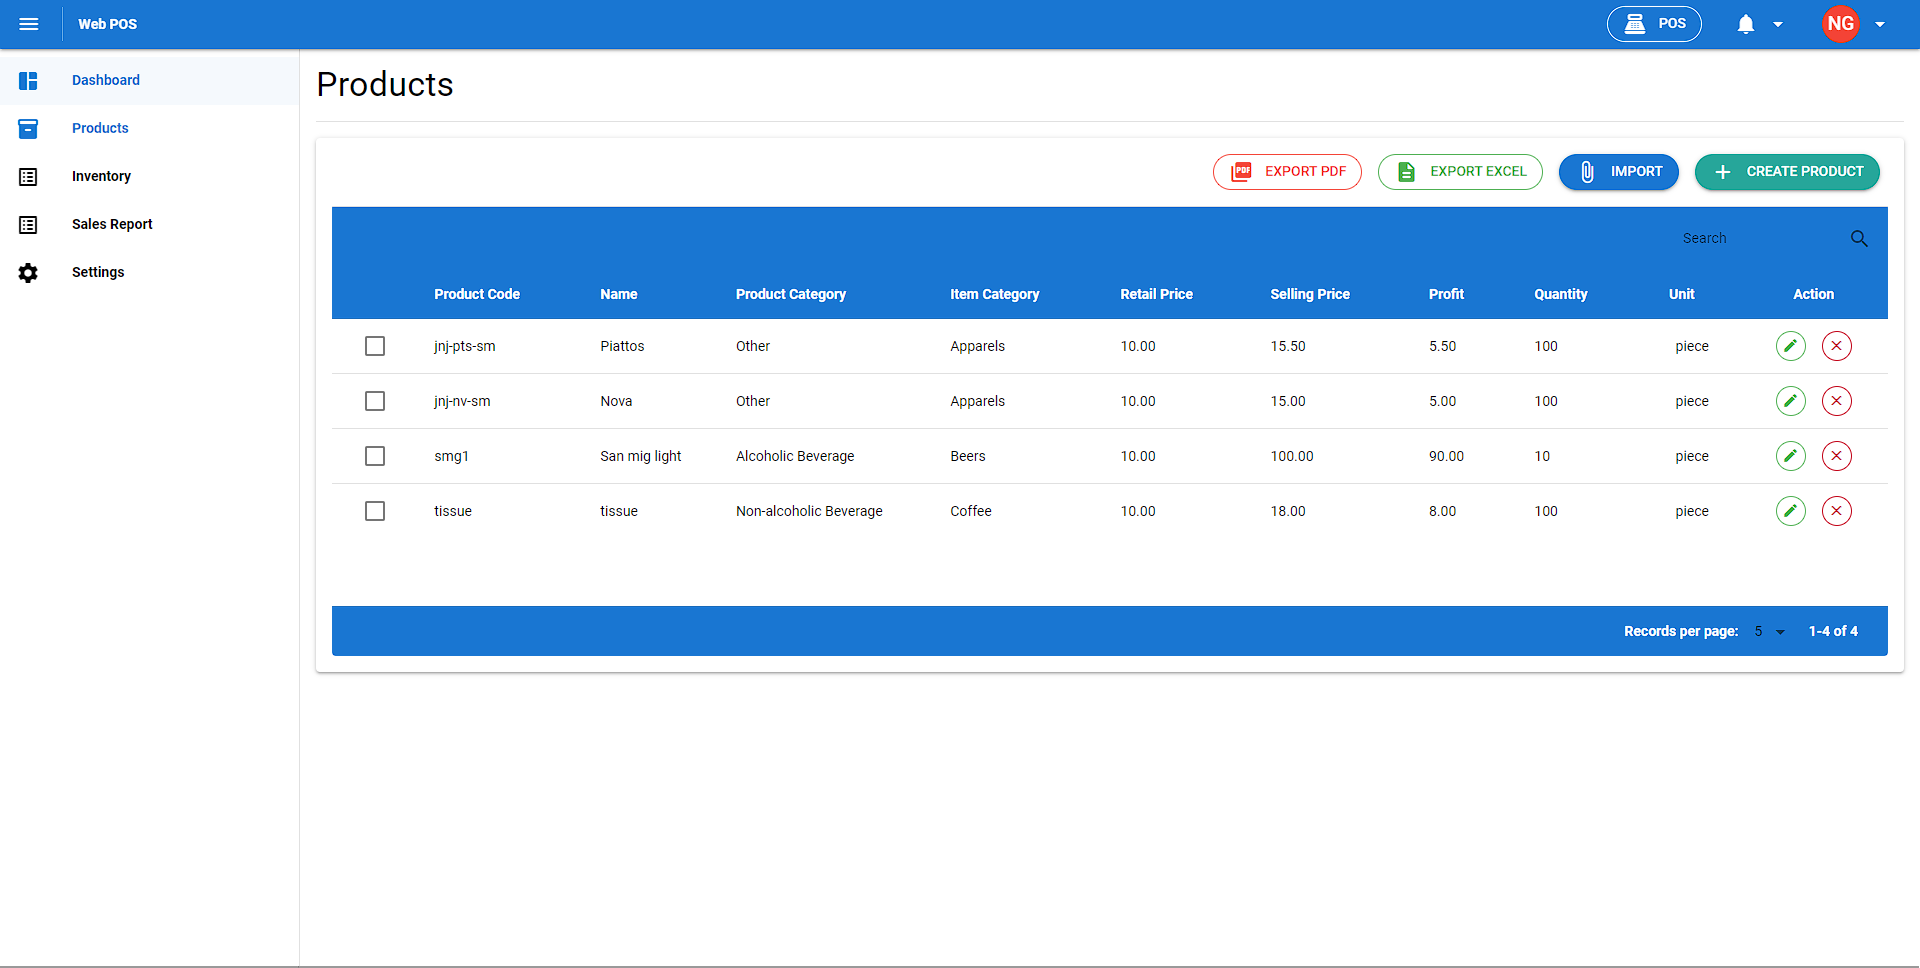 Web POS
POS
NG
Dashboard
Products
Inventory
Sales Report
Settings
Products
PDF EXPORT PDF
EXPORT EXCEL
IMPORT
CREATE PRODUCT
Search
Product Code Name Product Category Item Category Retail Price Selling Price Profit Quantity Unit Action
jnj-pts-sm Piattos Other Apparels 10.00 15.50 5.50 100 piece
jnj-nv-sm Nova Other Apparels 10.00 15.00 5.00 100 piece
smg1 San mig light Alcoholic Beverage Beers 10.00 100.00 90.00 10 piece
tissue tissue Non-alcoholic Beverage Coffee 10.00 18.00 8.00 100 piece
Records per page: 5 1-4 of 4